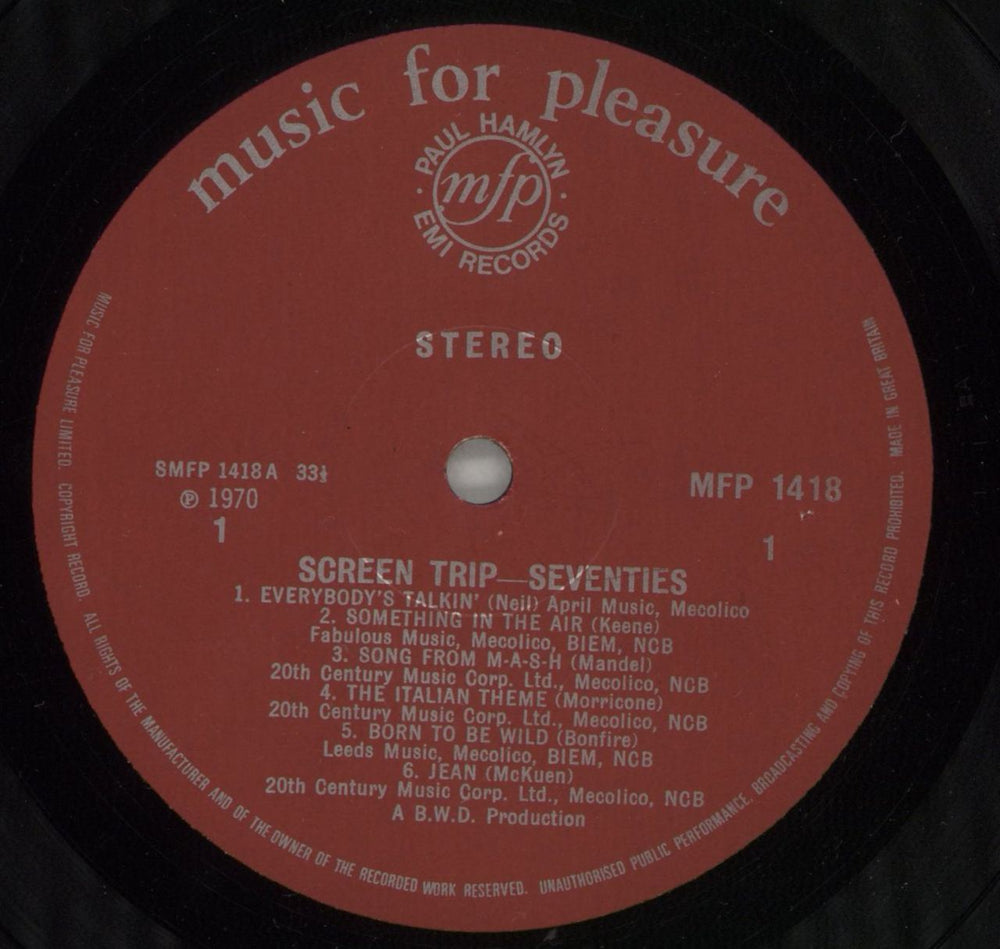 music for pleasure
· PAUL HAMLYN ·
mfp
EMI RECORDS
STEREO
SMFP 1418 A 33⅓
℗ 1970
1
MFP 1418
1
SCREEN TRIP—SEVENTIES
1. EVERYBODY'S TALKIN' (Neil) April Music, Mecolico
2. SOMETHING IN THE AIR (Keene)
Fabulous Music, Mecolico, BIEM, NCB
3. SONG FROM M-A-S-H (Mandel)
20th Century Music Corp. Ltd., Mecolico, NCB
4. THE ITALIAN THEME (Morricone)
20th Century Music Corp. Ltd., Mecolico, NCB
5. BORN TO BE WILD (Bonfire)
Leeds Music, Mecolico, BIEM, NCB
6. JEAN (McKuen)
20th Century Music Corp. Ltd., Mecolico, NCB
A B.W.D. Production
MUSIC FOR PLEASURE LIMITED. COPYRIGHT RECORD. ALL RIGHTS OF THE MANUFACTURER AND OF THE OWNER OF THE RECORDED WORK RESERVED. UNAUTHORISED PUBLIC PERFORMANCE, BROADCASTING AND COPYING OF THIS RECORD PROHIBITED. MADE IN GREAT BRITAIN